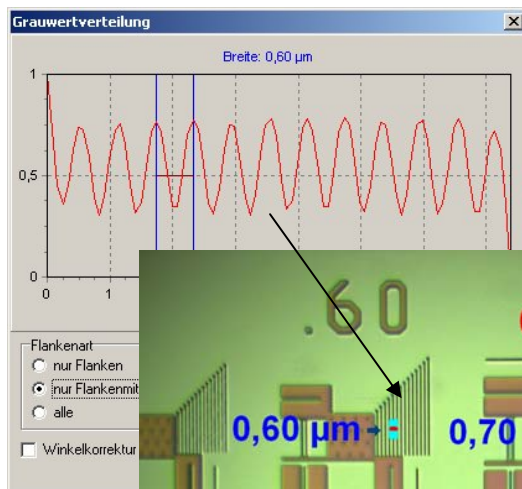 Grauwertverteilung
Breite: 0,60 µm
1
0,5
0
0 1
Flankenart
nur Flanken
nur Flankenmit
alle
Winkelkorrektur
.60
0,60 µm
0,70